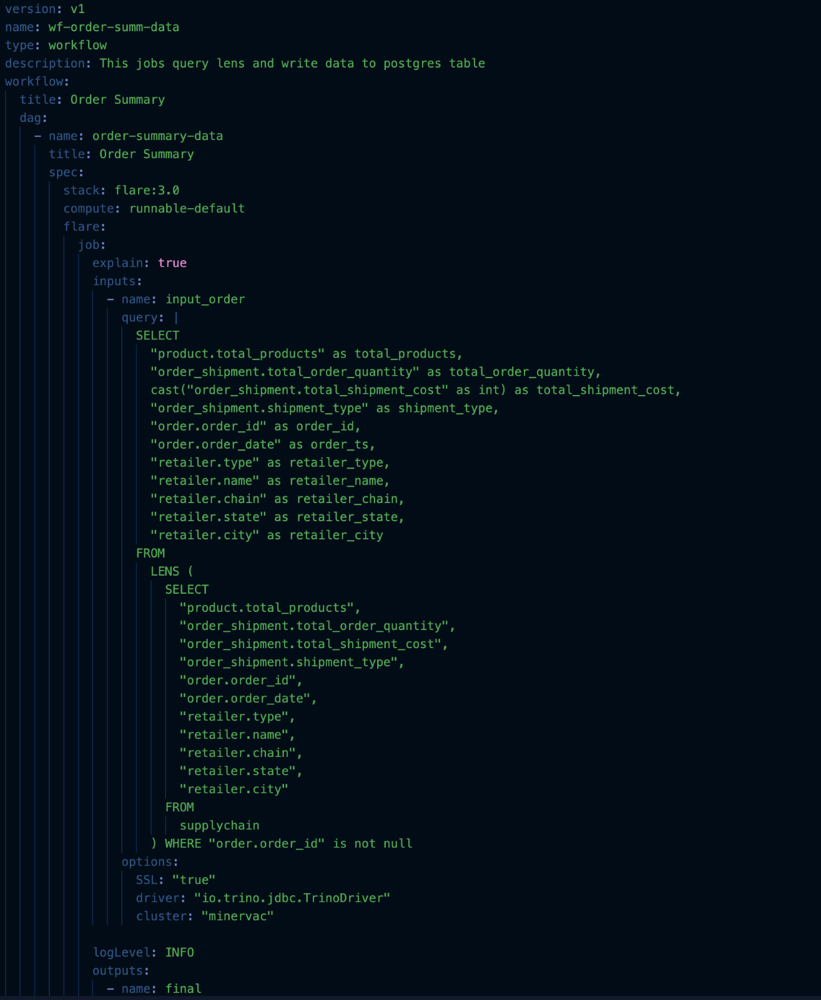 version: v1
name: wf-order-summ-data
type: workflow
description: This jobs query lens and write data to postgres table
workflow:
  title: Order Summary
  dag:
    - name: order-summary-data
      title: Order Summary
      spec:
        stack: flare:3.0
        compute: runnable-default
        flare:
          job:
            explain: true
            inputs:
              - name: input_order
                query: |
                  SELECT
                    "product.total_products" as total_products,
                    "order_shipment.total_order_quantity" as total_order_quantity,
                    cast("order_shipment.total_shipment_cost" as int) as total_shipment_cost,
                    "order_shipment.shipment_type" as shipment_type,
                    "order.order_id" as order_id,
                    "order.order_date" as order_ts,
                    "retailer.type" as retailer_type,
                    "retailer.name" as retailer_name,
                    "retailer.chain" as retailer_chain,
                    "retailer.state" as retailer_state,
                    "retailer.city" as retailer_city
                  FROM
                    LENS (
                      SELECT
                        "product.total_products",
                        "order_shipment.total_order_quantity",
                        "order_shipment.total_shipment_cost",
                        "order_shipment.shipment_type",
                        "order.order_id",
                        "order.order_date",
                        "retailer.type",
                        "retailer.name",
                        "retailer.chain",
                        "retailer.state",
                        "retailer.city"
                      FROM
                        supplychain
                    ) WHERE "order.order_id" is not null
                options:
                  SSL: "true"
                  driver: "io.trino.jdbc.TrinoDriver"
                  cluster: "minervac"
            logLevel: INFO
            outputs:
              - name: final